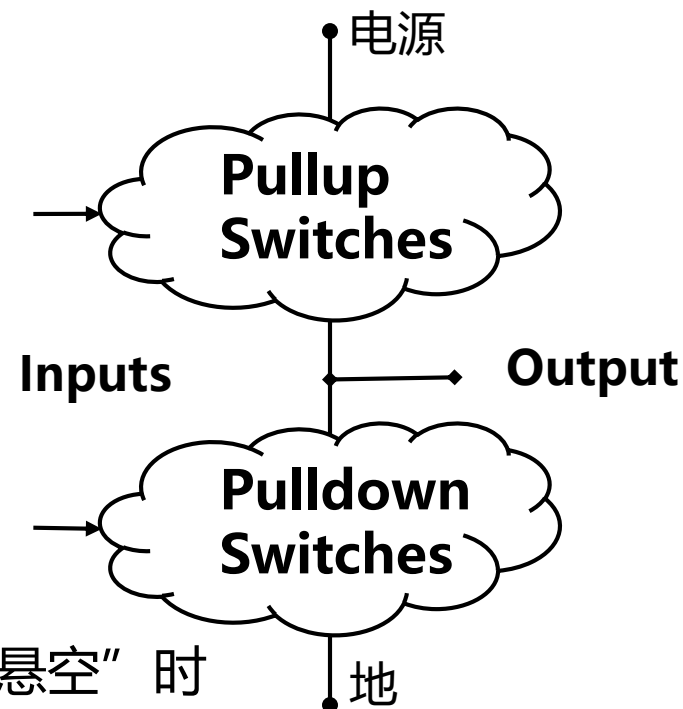 电源
Pullup
Switches
Inputs
Output
Pulldown
Switches
悬空”时
地